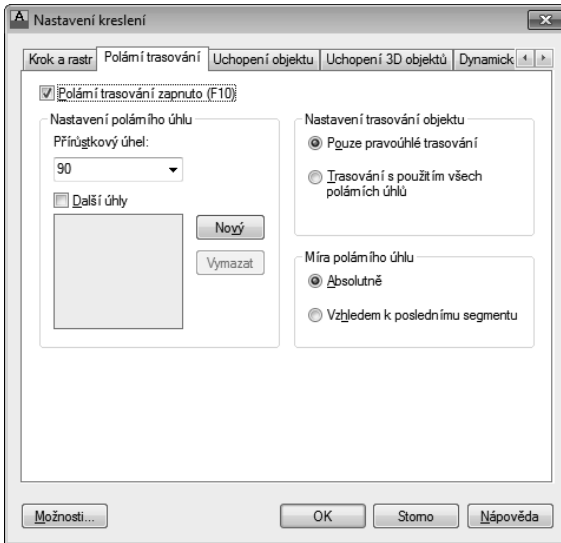 Nastavení kreslení
Krok a rastr
Polární trasování
Uchopení objektu
Uchopení 3D objektů
Dynamick
Polární trasování zapnuto (F10)
Nastavení polárního úhlu
Přírůstkový úhel:
90
Další úhly
Nový
Vymazat
Nastavení trasování objektu
Pouze pravoúhlé trasování
Trasování s použitím všech
polárních úhlů
Míra polárního úhlu
Absolutně
Vzhledem k poslednímu segmentu
Možnosti...
OK
Storno
Nápověda